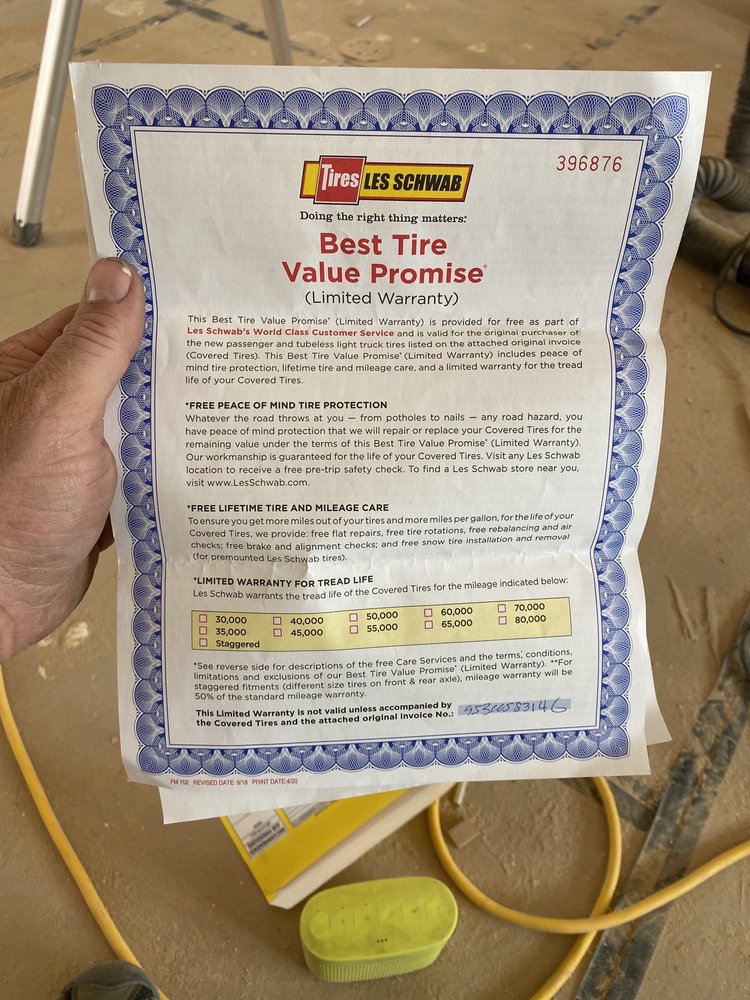 396876
Tires LES SCHWAB
Doing the right thing matters.®
Best Tire
Value Promise®
(Limited Warranty)
This Best Tire Value Promise® (Limited Warranty) is provided for free as part of
Les Schwab's World Class Customer Service and is valid for the original purchaser of
the new passenger and tubeless light truck tires listed on the attached original invoice
(Covered Tires). This Best Tire Value Promise® (Limited Warranty) includes peace of
mind tire protection, lifetime tire and mileage care, and a limited warranty for the tread
life of your Covered Tires.
*FREE PEACE OF MIND TIRE PROTECTION
Whatever the road throws at you — from potholes to nails — any road hazard, you
have peace of mind protection that we will repair or replace your Covered Tires for the
remaining value under the terms of this Best Tire Value Promise® (Limited Warranty).
Our workmanship is guaranteed for the life of your Covered Tires. Visit any Les Schwab
location to receive a free pre-trip safety check. To find a Les Schwab store near you,
visit www.LesSchwab.com.
*FREE LIFETIME TIRE AND MILEAGE CARE
To ensure you get more miles out of your tires and more miles per gallon, for the life of your
Covered Tires, we provide: free flat repairs, free tire rotations, free rebalancing and air
checks; free brake and alignment checks; and free snow tire installation and removal
(for premounted Les Schwab tires).
*LIMITED WARRANTY FOR TREAD LIFE
Les Schwab warrants the tread life of the Covered Tires for the mileage indicated below:
30,000 40,000 50,000 60,000 70,000
35,000 45,000 55,000 65,000 80,000
Staggered
*See reverse side for descriptions of the free Care Services and the terms, conditions,
limitations and exclusions of our Best Tire Value Promise® (Limited Warranty). **For
staggered fitments (different size tires on front & rear axle), mileage warranty will be
50% of the standard mileage warranty.
This Limited Warranty is not valid unless accompanied by
the Covered Tires and the attached original invoice No.:
FM 702 REVISED DATE: 9/18 PRINT DATE:4/20